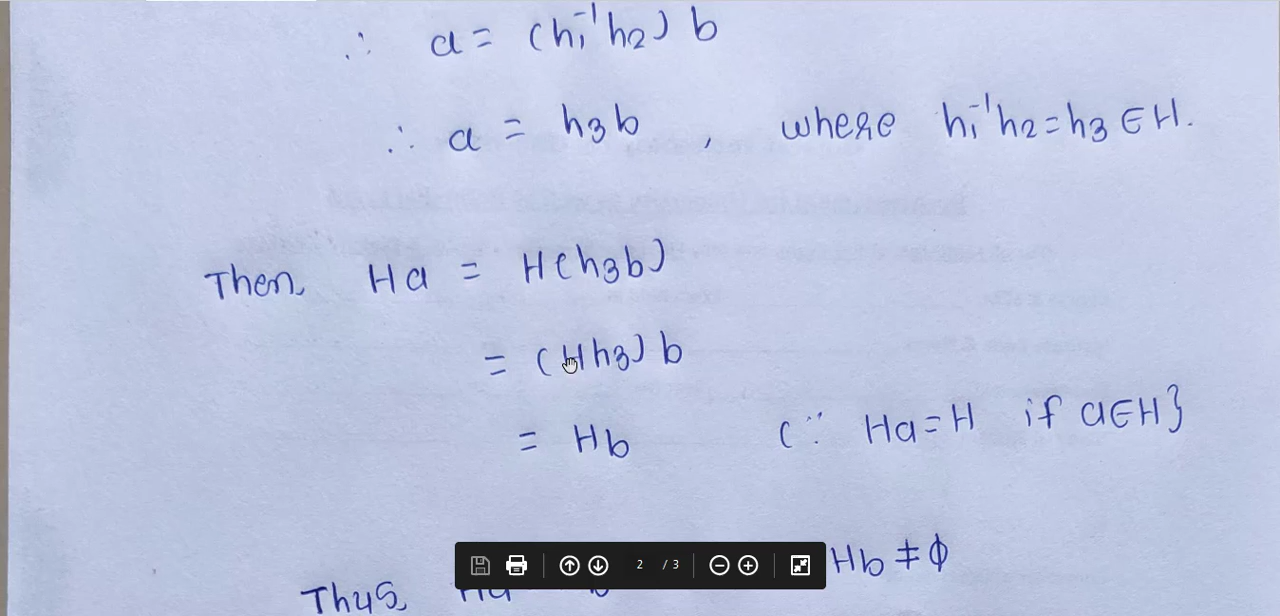 ∴ a = (h₁⁻¹h₂) b
∴ a = h₃b , where h₁⁻¹h₂ = h₃ ∈ H.
Then, Ha = H(h₃b)
= (Hh₃) b
= Hb (∵ Ha = H if a∈H}
Hb ≠ ϕ
2 / 3
Thus,